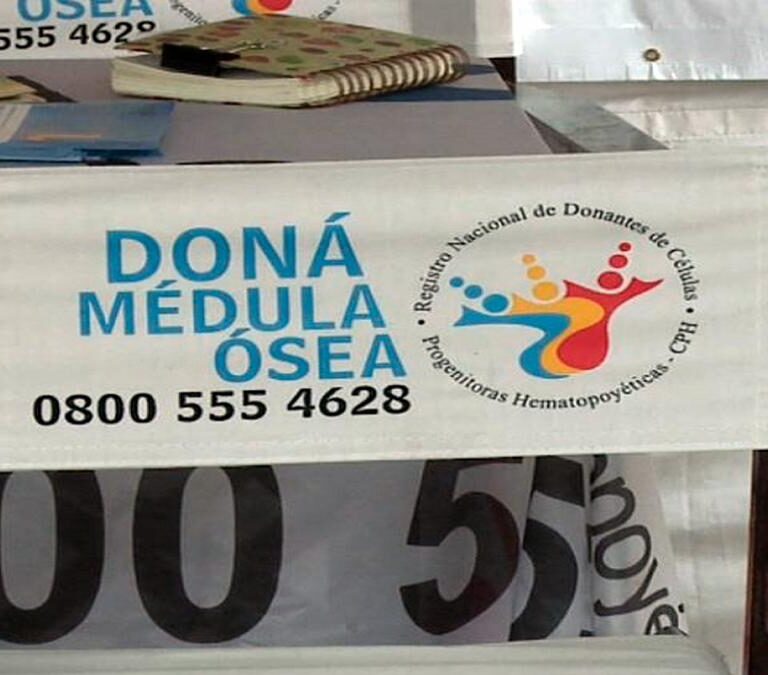 ÓSEA
555 4628
DONÁ
MÉDULA
ÓSEA
0800 555 4628
• Registro Nacional de Donantes de Células •
Progenitoras Hematopoyéticas - CPH
00 55